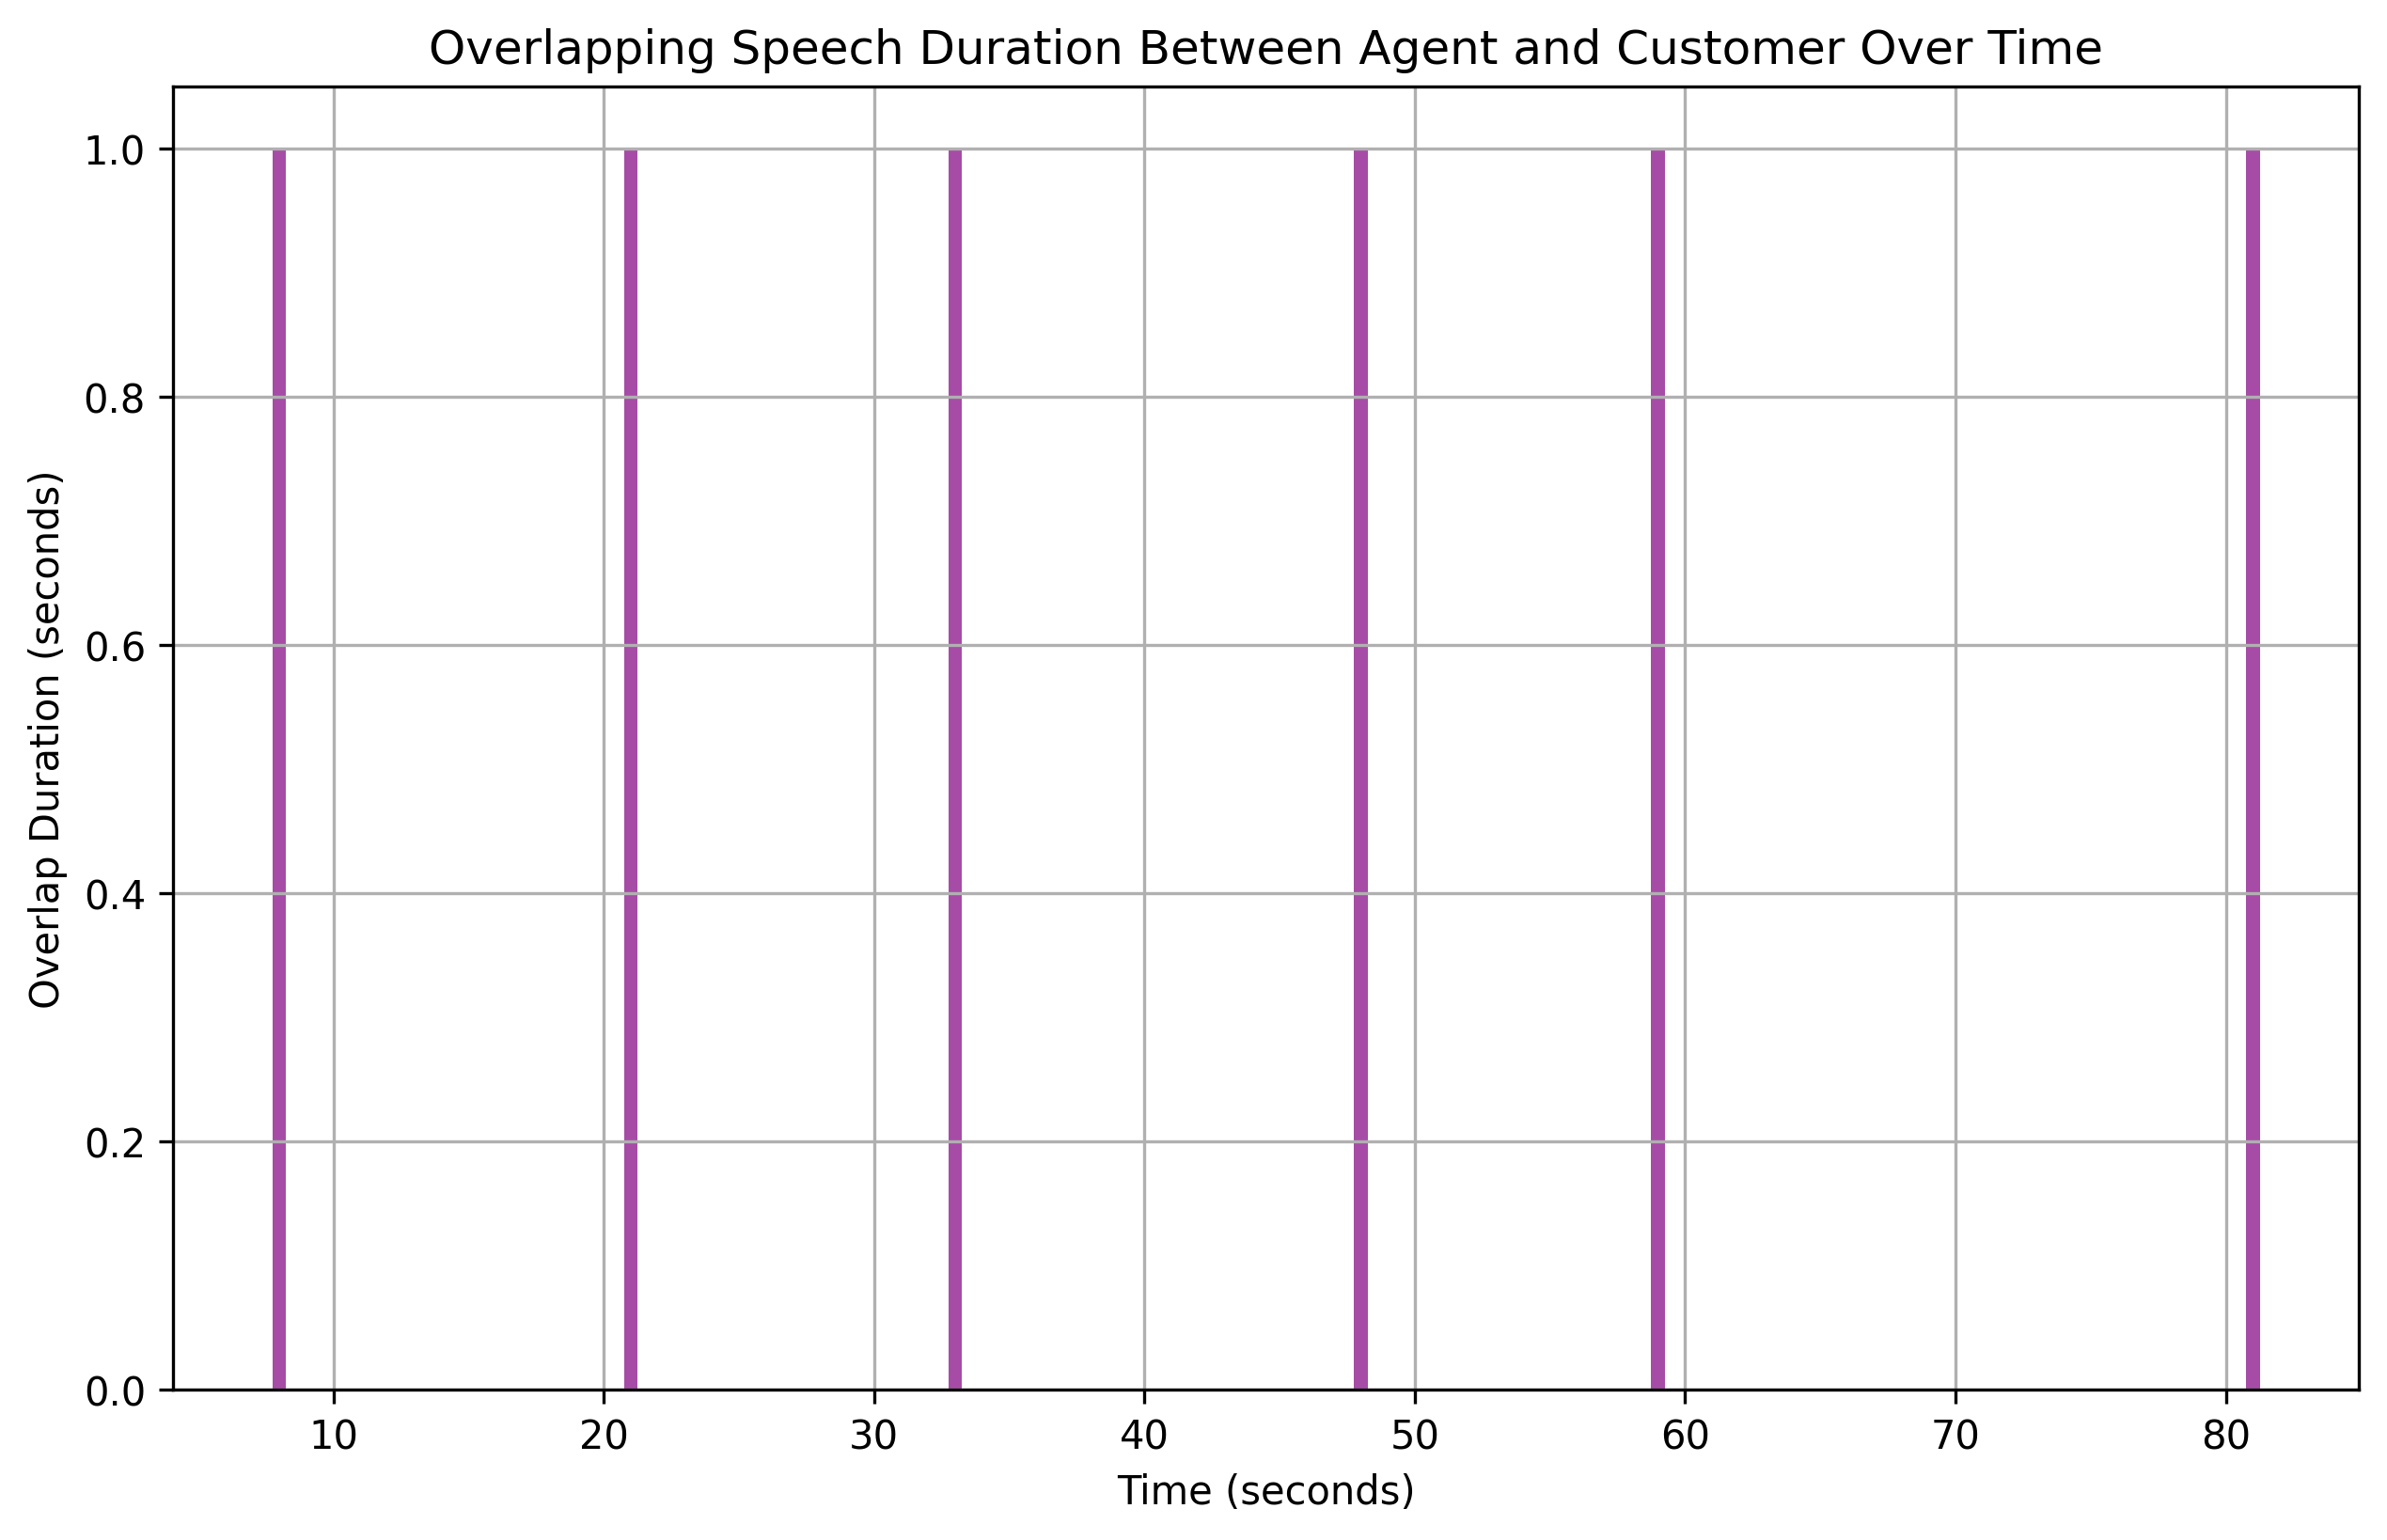 Overlapping Speech Duration Between Agent and Customer Over Time
Overlap Duration (seconds)
1.0
0.8
0.6
0.4
0.2
0.0
10 20 30 40 50 60 70 80
Time (seconds)